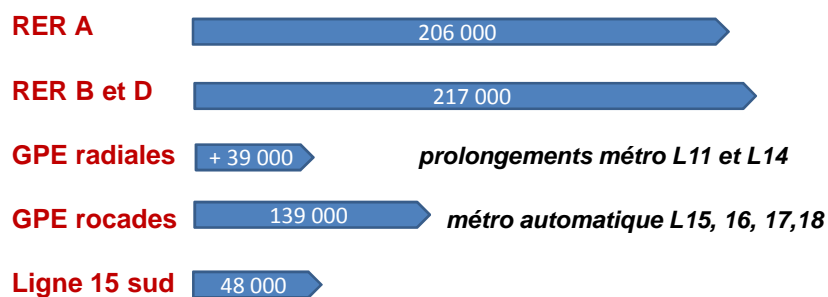 RER A 206 000
RER B et D 217 000
GPE radiales + 39 000 prolongements métro L11 et L14
GPE rocades 139 000 métro automatique L15, 16, 17,18
Ligne 15 sud 48 000